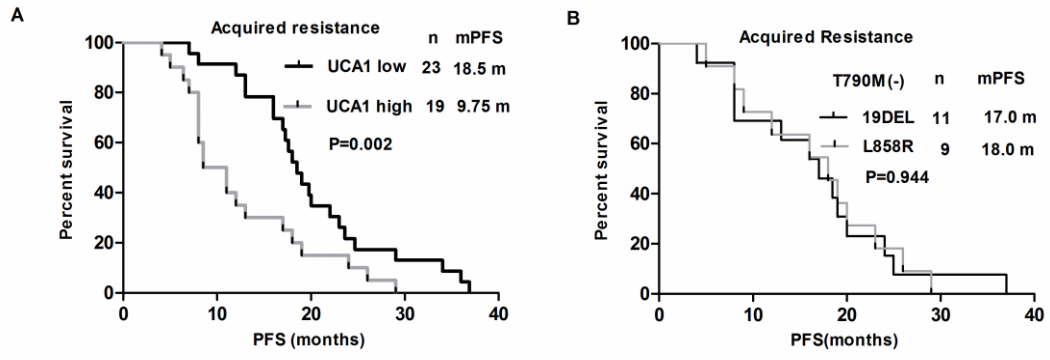 A
Acquired resistance
n mPFS
UCA1 low 23 18.5 m
UCA1 high 19 9.75 m
P=0.002
Percent survival
100
80
60
40
20
0
0 10 20 30 40
PFS (months)
B
Acquired Resistance
T790M (-) n mPFS
19DEL 11 17.0 m
L858R 9 18.0 m
P=0.944
Percent survival
100
80
60
40
20
0
0 10 20 30 40
PFS(months)